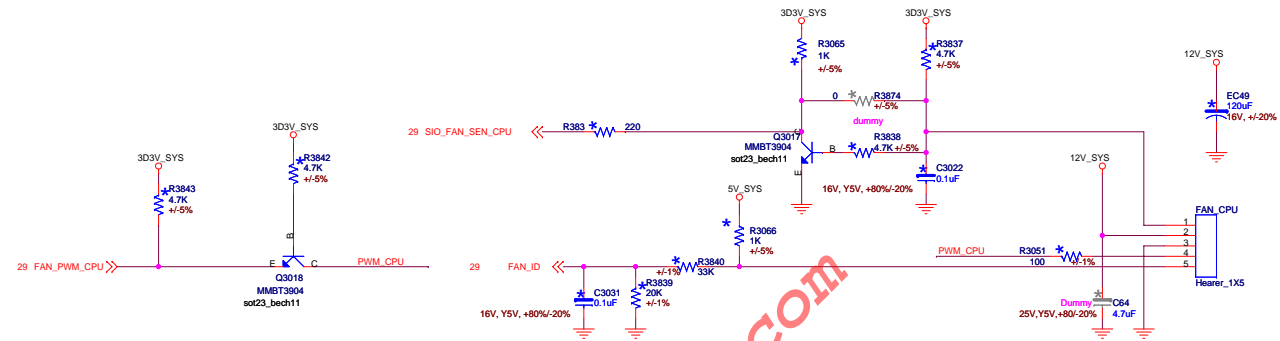 3D3V_SYS
R3065
1K
+/-5%
3D3V_SYS
R3837
4.7K
+/-5%
12V_SYS
EC49
120uF
16V, +/-20%
0
R3874
+/-5%
dummy
29 SIO_FAN_SEN_CPU
R383
220
Q3017
MMBT3904
sot23_bech11
C
B
E
R3838
4.7K +/-5%
C3022
0.1uF
16V, Y5V, +80%/-20%
3D3V_SYS
R3842
4.7K
+/-5%
3D3V_SYS
R3843
4.7K
+/-5%
12V_SYS
5V_SYS
R3066
1K
+/-5%
FAN_CPU
1
2
3
4
5
Hearer_1X5
29 FAN_PWM_CPU
E
B
C
PWM_CPU
Q3018
MMBT3904
sot23_bech11
29 FAN_ID
R3840
+/-1% 33K
R3839
20K
+/-1%
C3031
0.1uF
16V, Y5V, +80%/-20%
PWM_CPU
R3051
100
+/-1%
Dummy
C64
25V,Y5V,+80/-20%
4.7uF
.com